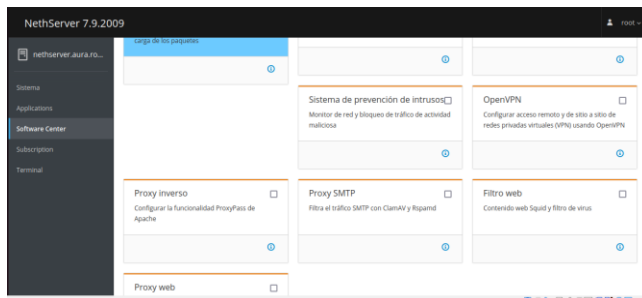 NethServer 7.9.2009
root
nethserver.aura.ro...
Sistema
Applications
Software Center
Subscription
Terminal
carga de los paquetes
Sistema de prevención de intrusos
Monitor de red y bloqueo de tráfico de actividad
maliciosa
OpenVPN
Configurar acceso remoto y de sitio a sitio de
redes privadas virtuales (VPN) usando OpenVPN
Proxy inverso
Configurar la funcionalidad ProxyPass de
Apache
Proxy SMTP
Filtra el tráfico SMTP con ClamAV y Rspamd
Filtro web
Contenido web Squid y filtro de virus
Proxy web